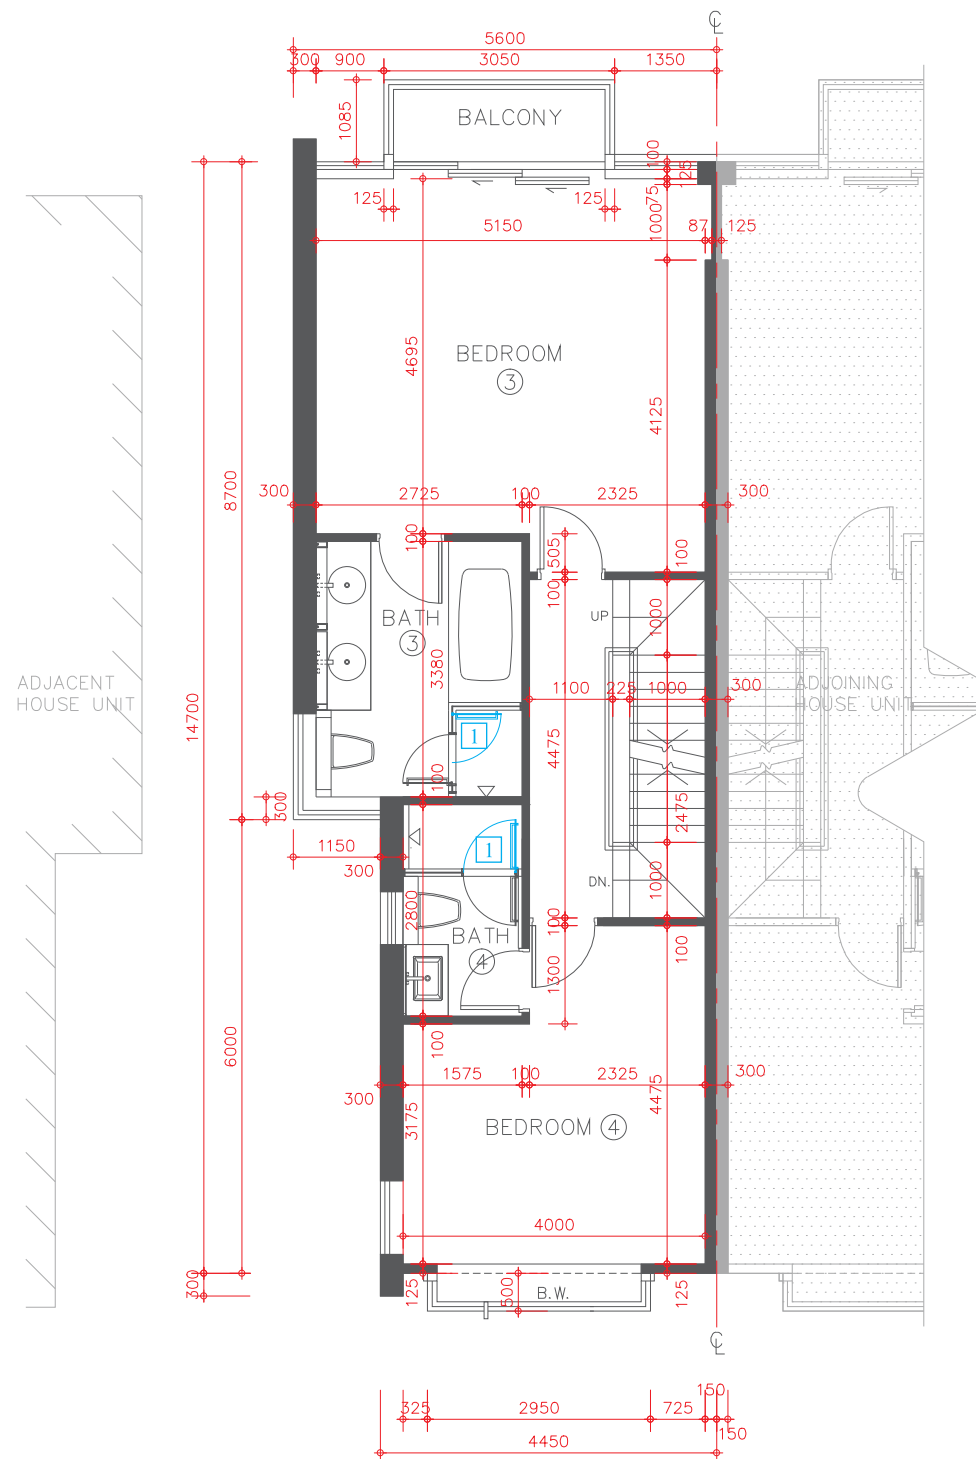 ℄
5600
300 900 3050 1350
1085
BALCONY
100
125
75
125 125
1000
5150 87 125
4695
BEDROOM
3
4125
8700
300 2725 100 2325 300
100
505
100
100
UP
1000
BATH
3
3380
ADJACENT
HOUSE UNIT
1100 225 1000 300
ADJOINING
HOUSE UNIT
14700
1
4475
100
300
2475
1150
300
1
DN.
1000
2800
100
BATH
4
100
1300
6000
100
1575 100 2325 300
300
3175
4475
BEDROOM 4
4000
300
125
500
B.W.
125
℄
150
325 2950 725
150
4450